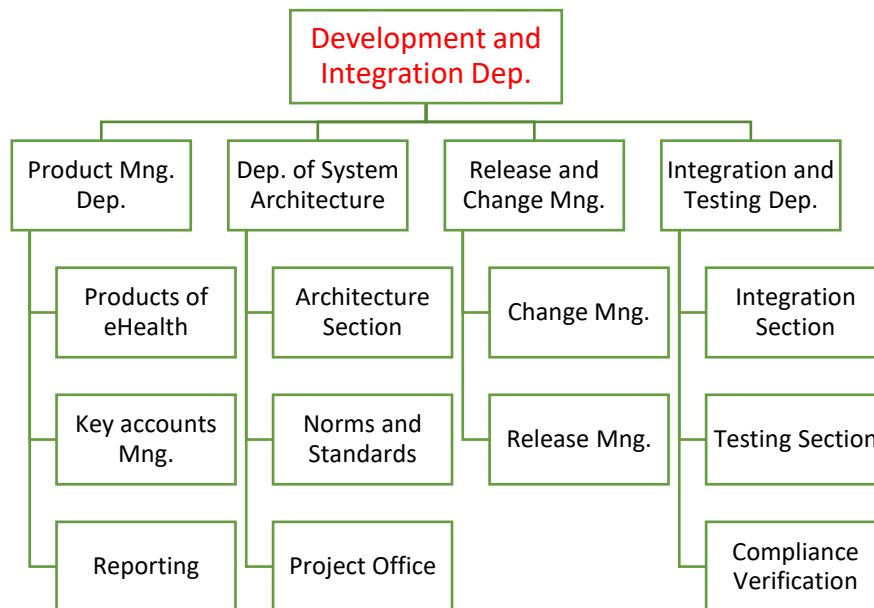 Development and
Integration Dep.
Product Mng.
Dep.
Dep. of System
Architecture
Release and
Change Mng.
Integration and
Testing Dep.
Products of
eHealth
Architecture
Section
Change Mng.
Integration
Section
Key accounts
Mng.
Norms and
Standards
Release Mng.
Testing Section
Reporting
Project Office
Compliance
Verification